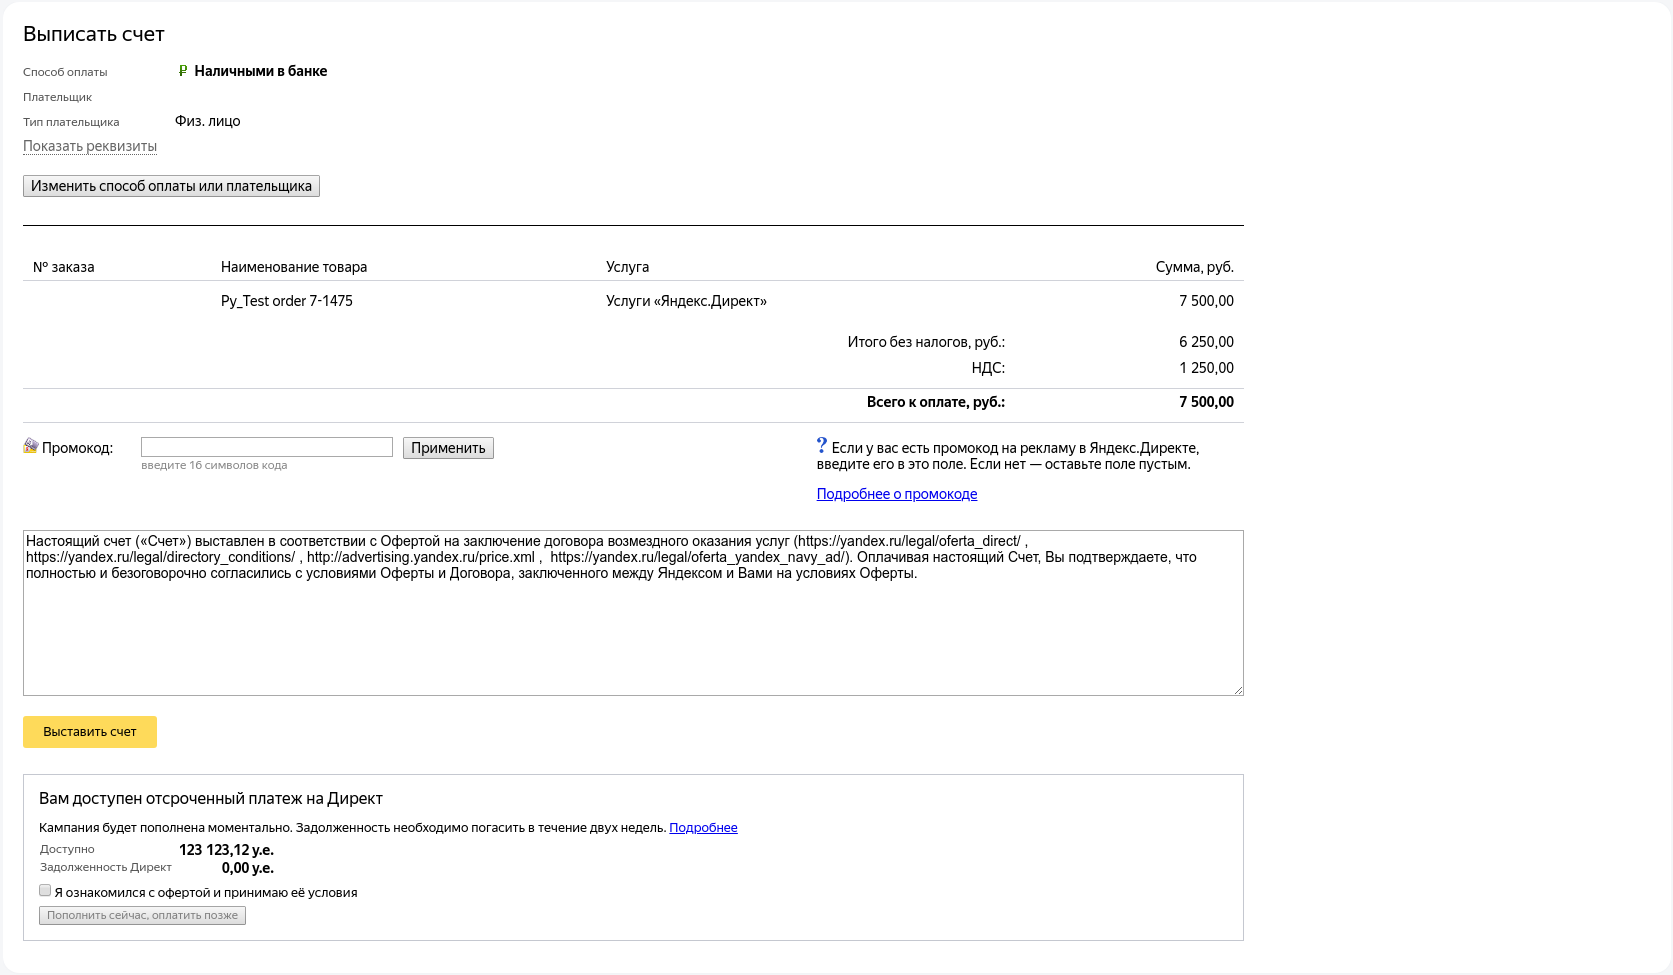 Выписать счет
Способ оплаты ₽ Наличными в банке
Плательщик
Тип плательщика Физ. лицо
Показать реквизиты
Изменить способ оплаты или плательщика
№ заказа Наименование товара Услуга Сумма, руб.
Py_Test order 7-1475 Услуги «Яндекс.Директ» 7 500,00
Итого без налогов, руб.: 6 250,00
НДС: 1 250,00
Всего к оплате, руб.: 7 500,00
Промокод: Применить
введите 16 символов кода
? Если у вас есть промокод на рекламу в Яндекс.Директе,
введите его в это поле. Если нет — оставьте поле пустым.
Подробнее о промокоде
Настоящий счет («Счет») выставлен в соответствии с Офертой на заключение договора возмездного оказания услуг (https://yandex.ru/legal/oferta_direct/ ,
https://yandex.ru/legal/directory_conditions/ , http://advertising.yandex.ru/price.xml ,  https://yandex.ru/legal/oferta_yandex_navy_ad/). Оплачивая настоящий Счет, Вы подтверждаете, что
полностью и безоговорочно согласились с условиями Оферты и Договора, заключенного между Яндексом и Вами на условиях Оферты.
Выставить счет
Вам доступен отсроченный платеж на Директ
Кампания будет пополнена моментально. Задолженность необходимо погасить в течение двух недель. Подробнее
Доступно 123 123,12 у.е.
Задолженность Директ 0,00 у.е.
Я ознакомился с офертой и принимаю её условия
Пополнить сейчас, оплатить позже